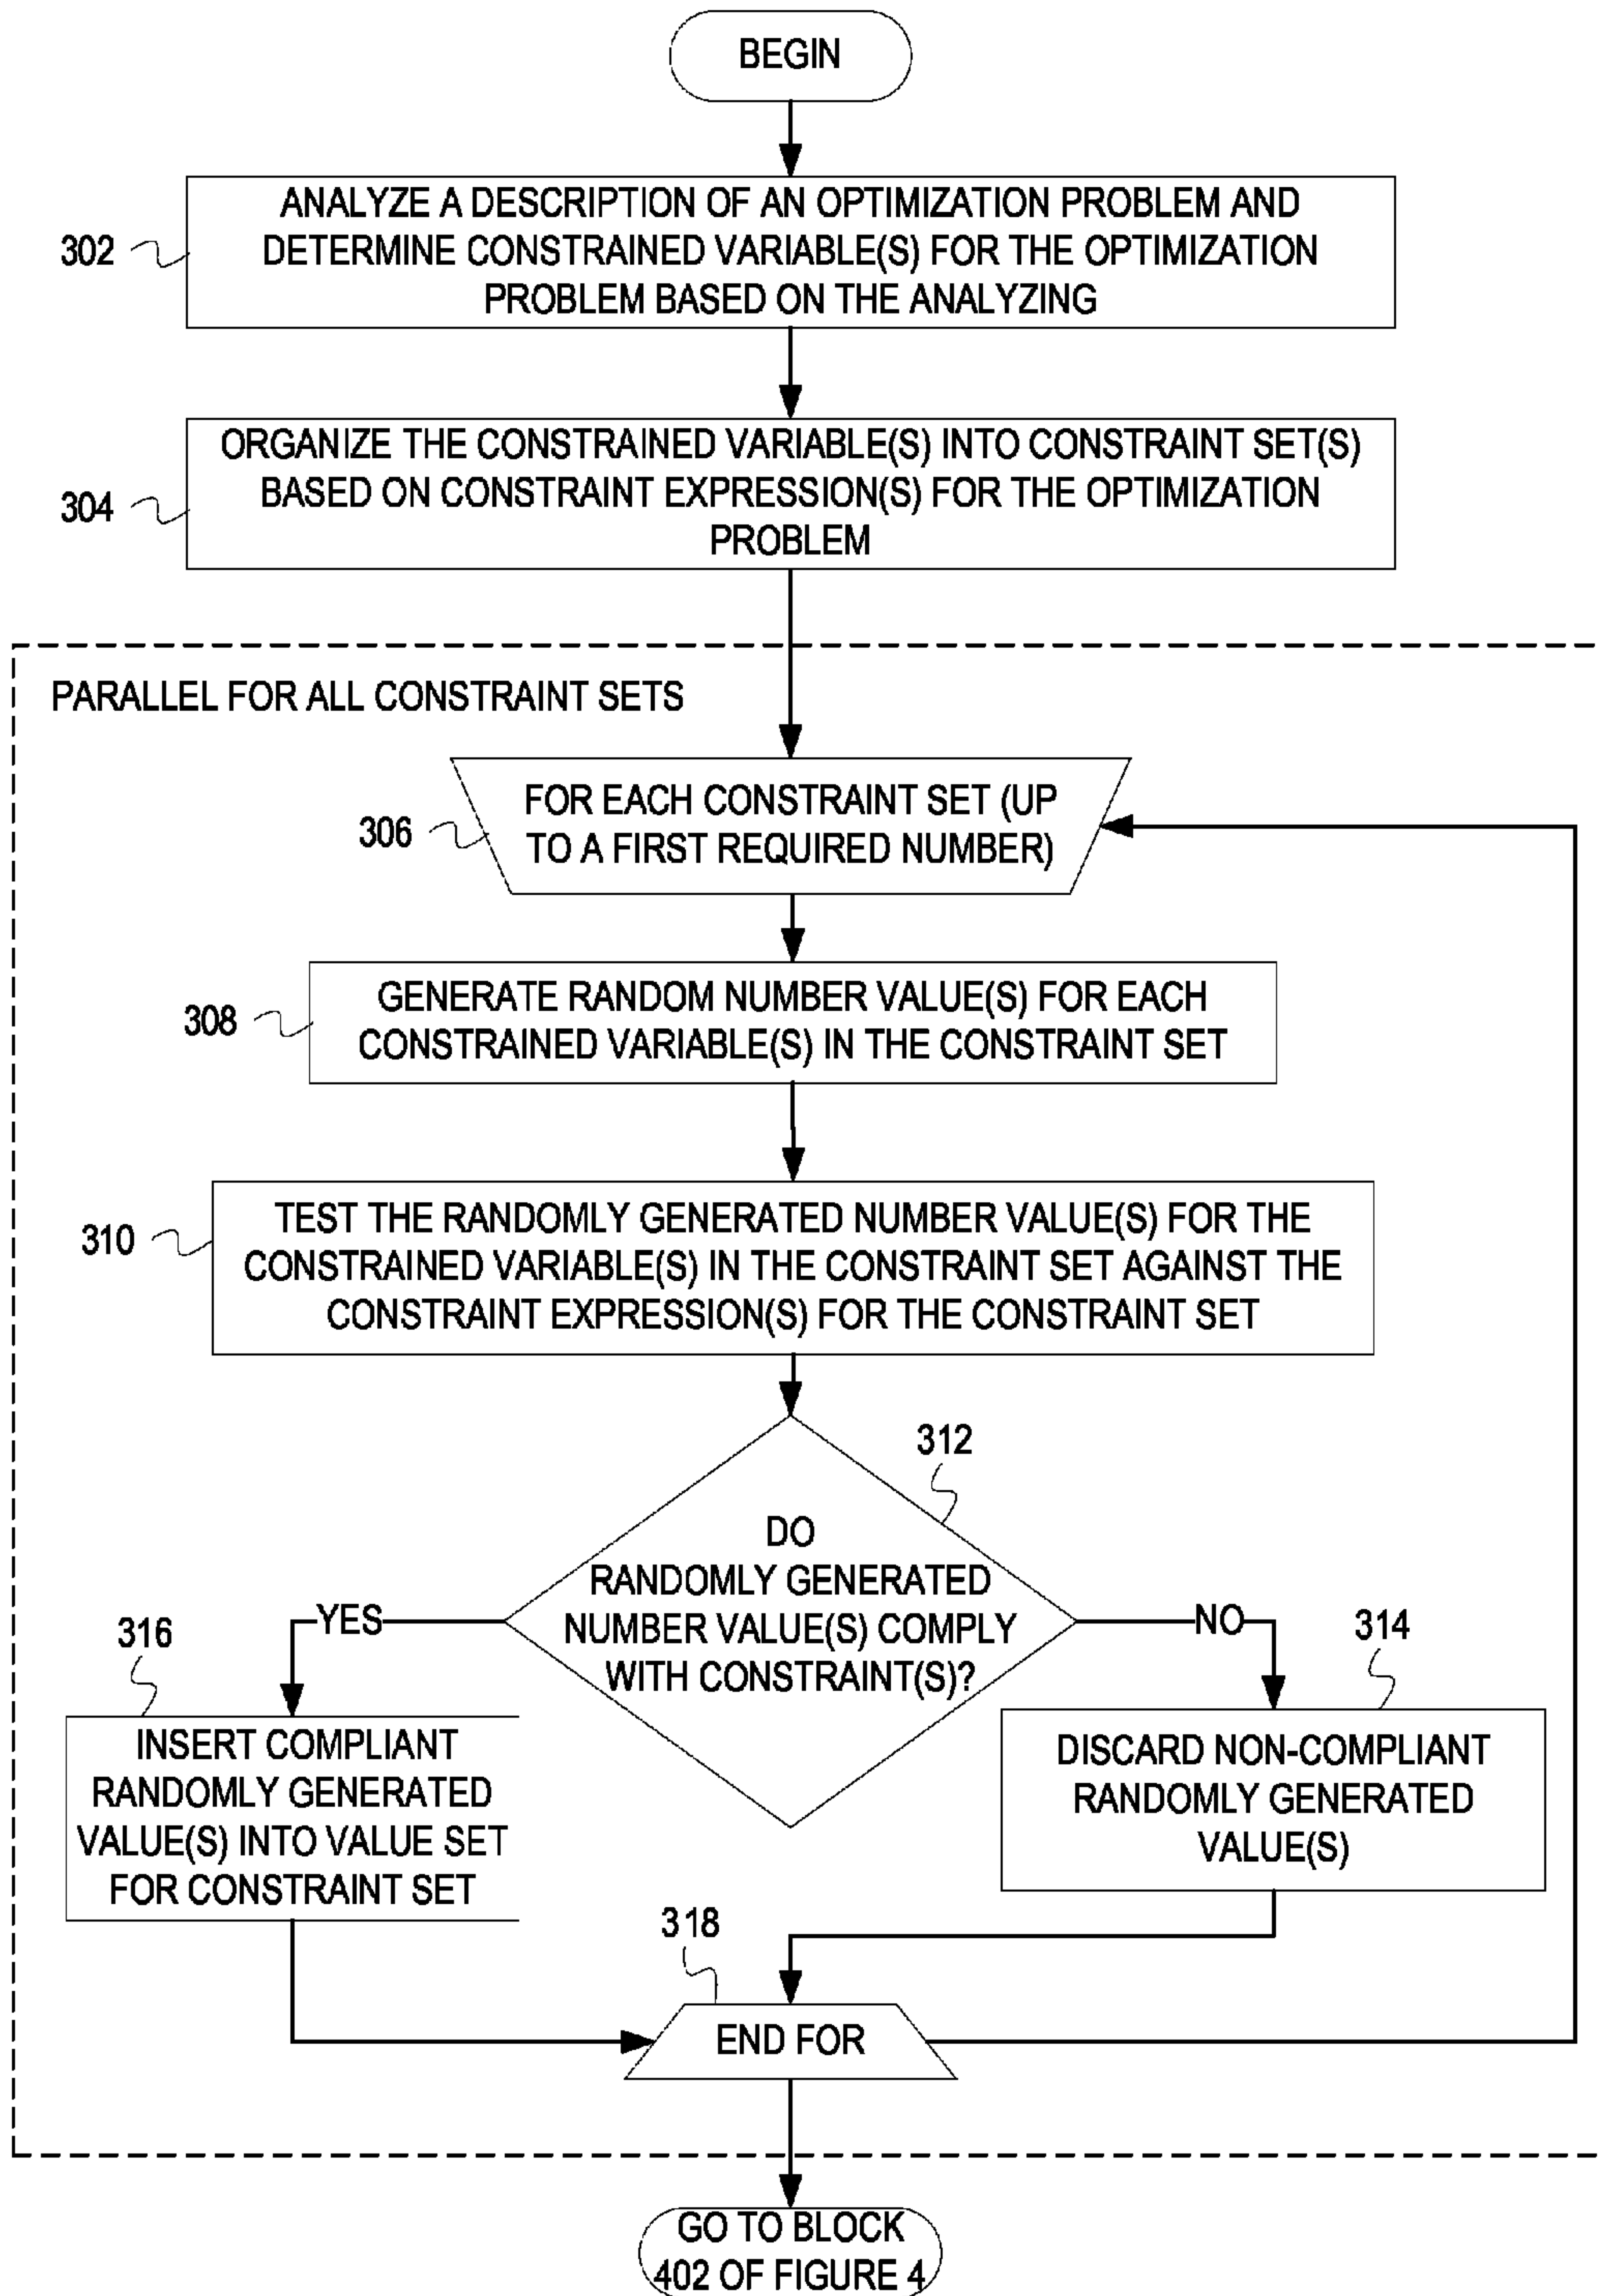 BEGIN
ANALYZE A DESCRIPTION OF AN OPTIMIZATION PROBLEM AND
DETERMINE CONSTRAINED VARIABLE(S) FOR THE OPTIMIZATION
PROBLEM BASED ON THE ANALYZING
302
ORGANIZE THE CONSTRAINED VARIABLE(S) INTO CONSTRAINT SET(S)
BASED ON CONSTRAINT EXPRESSION(S) FOR THE OPTIMIZATION
PROBLEM
304
PARALLEL FOR ALL CONSTRAINT SETS
FOR EACH CONSTRAINT SET (UP
TO A FIRST REQUIRED NUMBER)
306
GENERATE RANDOM NUMBER VALUE(S) FOR EACH
CONSTRAINED VARIABLE(S) IN THE CONSTRAINT SET
308
TEST THE RANDOMLY GENERATED NUMBER VALUE(S) FOR THE
CONSTRAINED VARIABLE(S) IN THE CONSTRAINT SET AGAINST THE
CONSTRAINT EXPRESSION(S) FOR THE CONSTRAINT SET
310
312
DO
RANDOMLY GENERATED
NUMBER VALUE(S) COMPLY
WITH CONSTRAINT(S)?
YES
NO
316
314
INSERT COMPLIANT
RANDOMLY GENERATED
VALUE(S) INTO VALUE SET
FOR CONSTRAINT SET
DISCARD NON-COMPLIANT
RANDOMLY GENERATED
VALUE(S)
318
END FOR
GO TO BLOCK
402 OF FIGURE 4